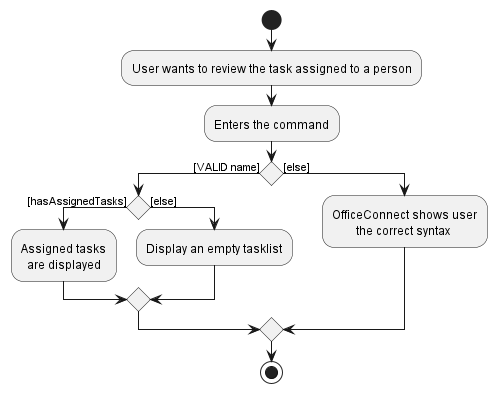 User wants to review the task assigned to a person
Enters the command
[VALID name]
[else]
[hasAssignedTasks]
[else]
Assigned tasks
are displayed
Display an empty tasklist
OfficeConnect shows user
the correct syntax